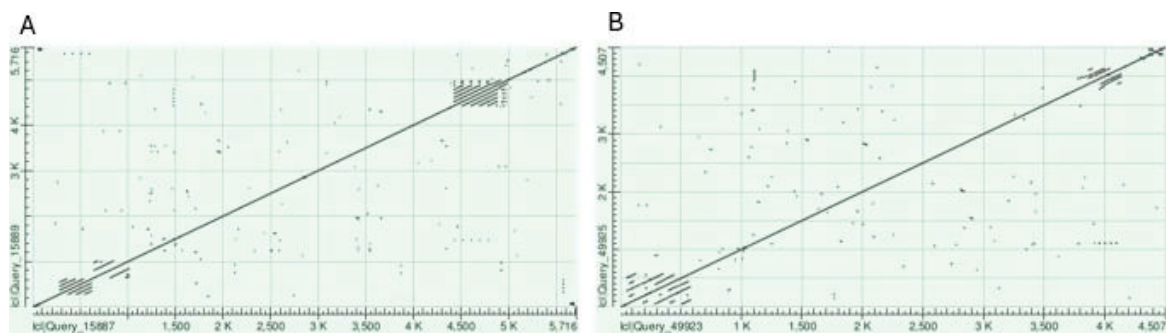 A
B
5,716
4 K
3 K
lcl|Query_15889
lcl|Query_15887 1,500 2 K 2,500 3 K 3,500 4 K 4,500 5 K 5,716
4,507
3 K
2 K
lcl|Query_49925
lcl|Query_49923 1 K 1,500 2 K 2,500 3 K 3,500 4 K